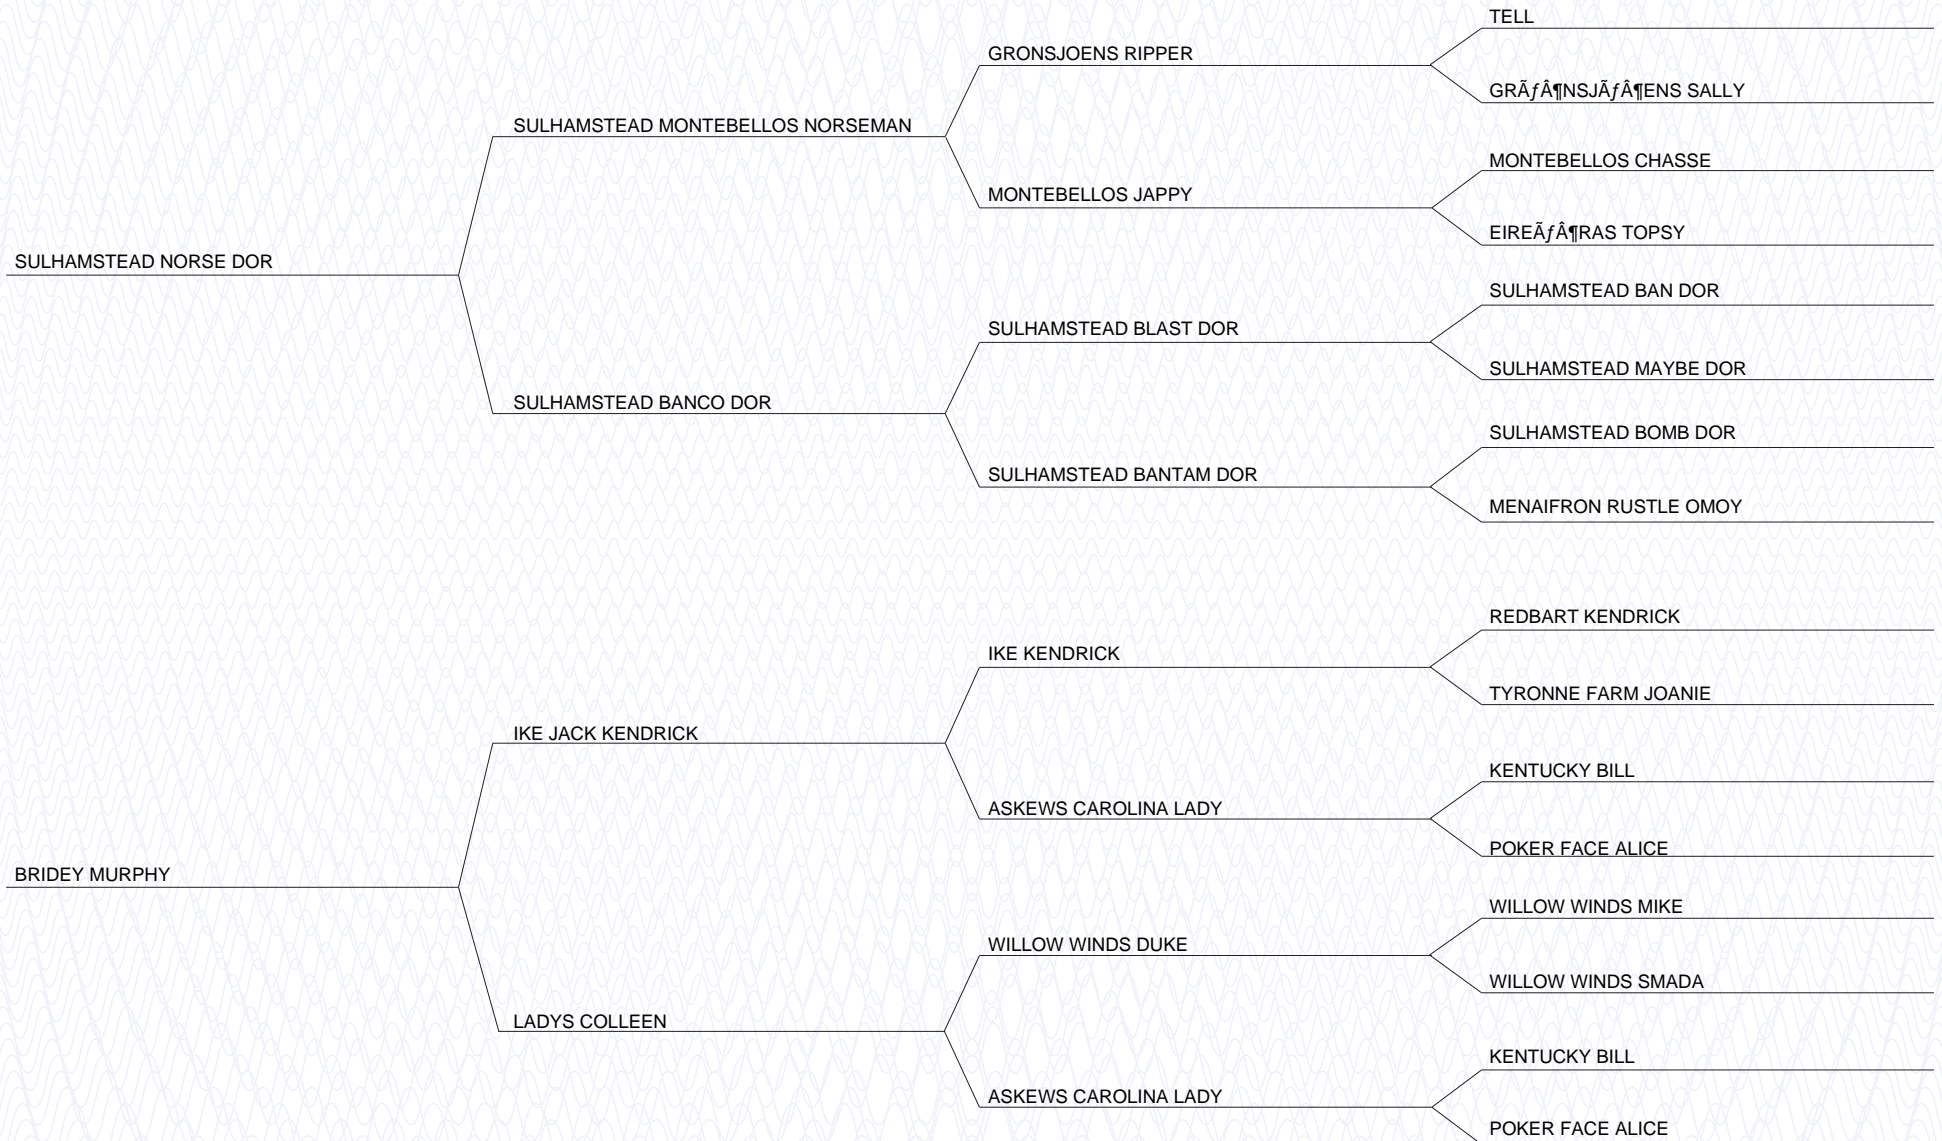 TELL
GRONSJOENS RIPPER
GRÃƒÂ¶NSJÃƒÂ¶ENS SALLY
SULHAMSTEAD MONTEBELLOS NORSEMAN
MONTEBELLOS CHASSE
MONTEBELLOS JAPPY
EIREÃƒÂ¶RAS TOPSY
SULHAMSTEAD NORSE DOR
SULHAMSTEAD BAN DOR
SULHAMSTEAD BLAST DOR
SULHAMSTEAD MAYBE DOR
SULHAMSTEAD BANCO DOR
SULHAMSTEAD BOMB DOR
SULHAMSTEAD BANTAM DOR
MENAIFRON RUSTLE OMOY
REDBART KENDRICK
IKE KENDRICK
TYRONNE FARM JOANIE
IKE JACK KENDRICK
KENTUCKY BILL
ASKEWS CAROLINA LADY
POKER FACE ALICE
BRIDEY MURPHY
WILLOW WINDS MIKE
WILLOW WINDS DUKE
WILLOW WINDS SMADA
LADYS COLLEEN
KENTUCKY BILL
ASKEWS CAROLINA LADY
POKER FACE ALICE